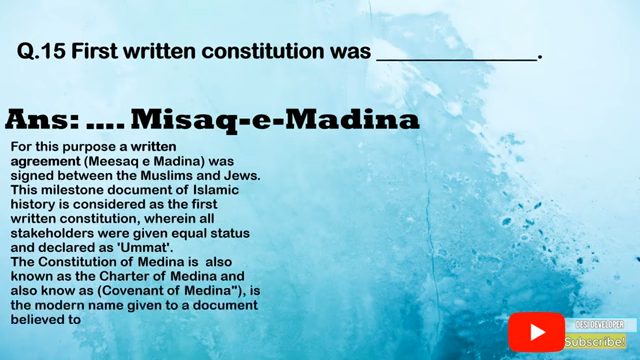 Q.15 First written constitution was _______________.
Ans: .... Misaq-e-Madina
For this purpose a written
agreement (Meesaq e Madina) was
signed between the Muslims and Jews.
This milestone document of Islamic
history is considered as the first
written constitution, wherein all
stakeholders were given equal status
and declared as 'Ummat'.
The Constitution of Medina is also
known as the Charter of Medina and
also know as (Covenant of Medina"), is
the modern name given to a document
believed to
DESI DEVELOPER
Subscribe!